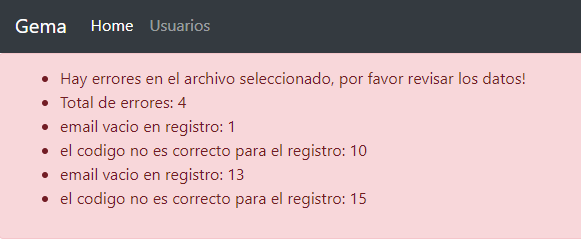 Gema Home Usuarios
Hay errores en el archivo seleccionado, por favor revisar los datos!
Total de errores: 4
email vacio en registro: 1
el codigo no es correcto para el registro: 10
email vacio en registro: 13
el codigo no es correcto para el registro: 15